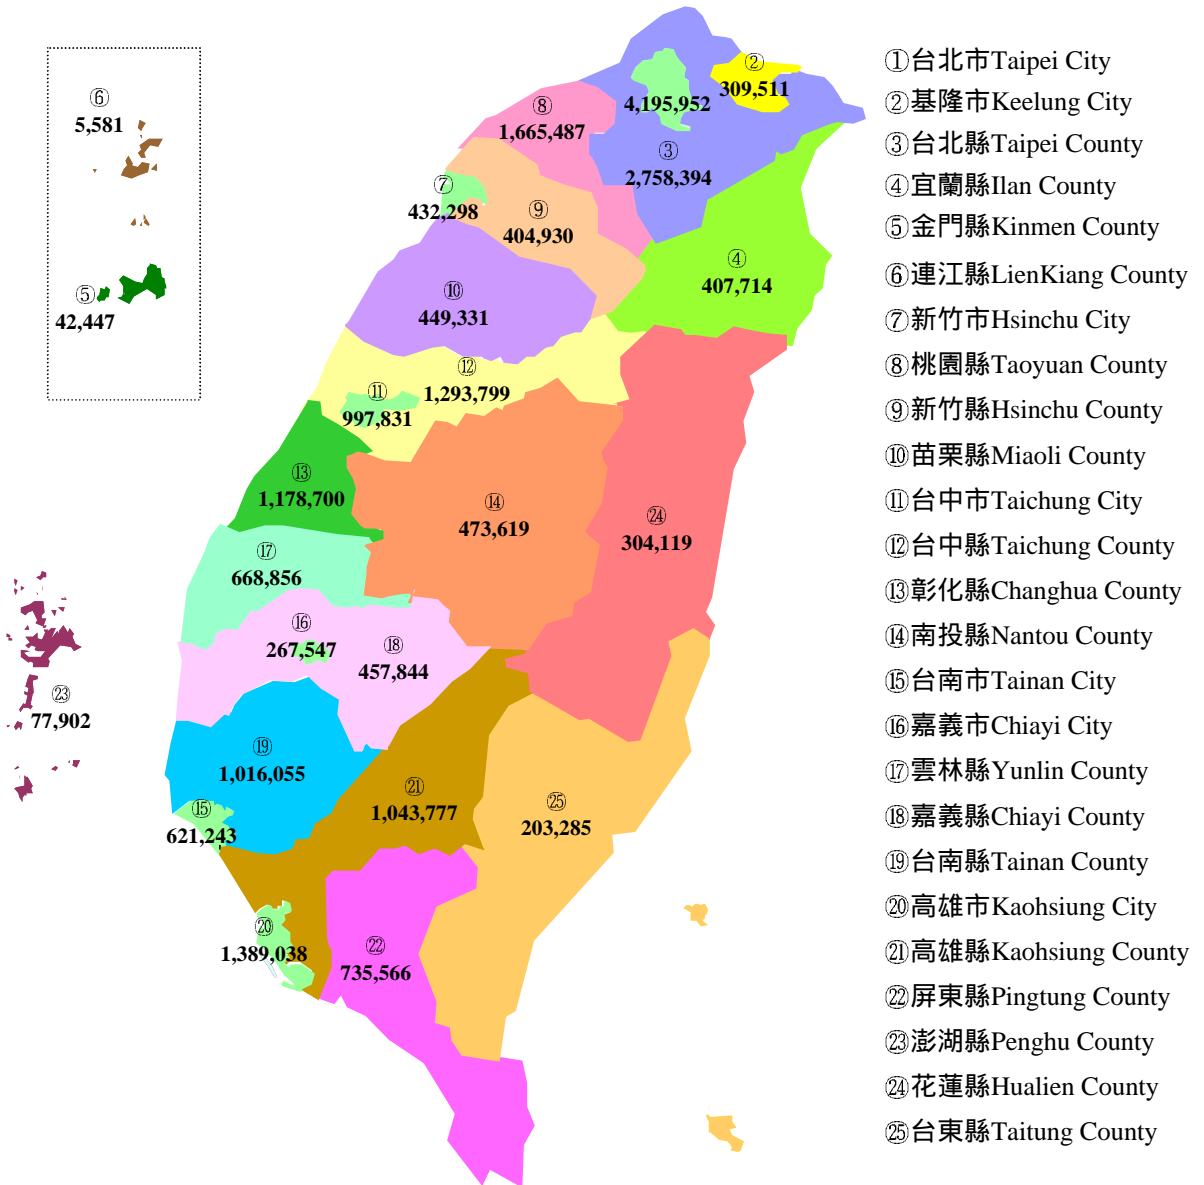 ⑥
5,581
⑤
42,447
②
309,511
4,195,952
⑧
1,665,487
③
2,758,394
⑦
432,298
⑨
404,930
④
407,714
⑩
449,331
⑫
1,293,799
⑪
997,831
⑬
1,178,700
⑭
473,619
㉔
304,119
⑰
668,856
⑯
267,547
⑱
457,844
㉓
77,902
⑲
1,016,055
⑮
621,243
㉑
1,043,777
㉕
203,285
⑳
1,389,038
㉒
735,566
①台北市Taipei City
②基隆市Keelung City
③台北縣Taipei County
④宜蘭縣Ilan County
⑤金門縣Kinmen County
⑥連江縣LienKiang County
⑦新竹市Hsinchu City
⑧桃園縣Taoyuan County
⑨新竹縣Hsinchu County
⑩苗栗縣Miaoli County
⑪台中市Taichung City
⑫台中縣Taichung County
⑬彰化縣Changhua County
⑭南投縣Nantou County
⑮台南市Tainan City
⑯嘉義市Chiayi City
⑰雲林縣Yunlin County
⑱嘉義縣Chiayi County
⑲台南縣Tainan County
⑳高雄市Kaohsiung City
㉑高雄縣Kaohsiung County
㉒屏東縣Pingtung County
㉓澎湖縣Penghu County
㉔花蓮縣Hualien County
㉕台東縣Taitung County